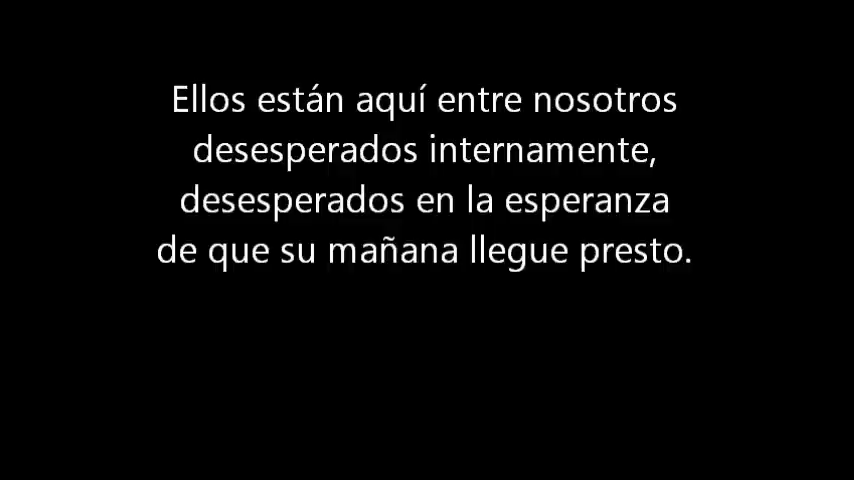 Ellos están aquí entre nosotros
desesperados internamente,
desesperados en la esperanza
de que su mañana llegue presto.